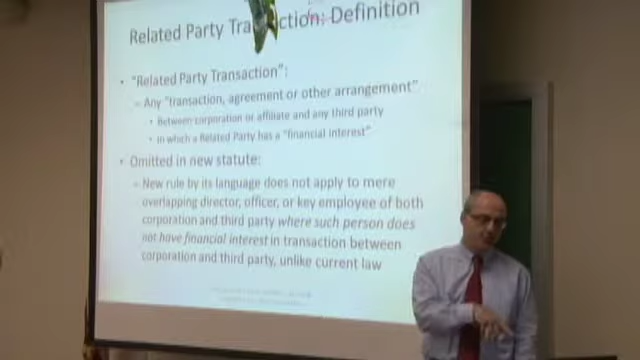 Related Party Tra ction: Definition
• "Related Party Transaction":
– Any "transaction, agreement or other arrangement"
• Between corporation or affiliate and any third party
• In which a Related Party has a "financial interest"
• Omitted in new statute:
– New rule by its language does not apply to mere
overlapping director, officer, or key employee of both
corporation and third party where such person does
not have financial interest in transaction between
corporation and third party, unlike current law